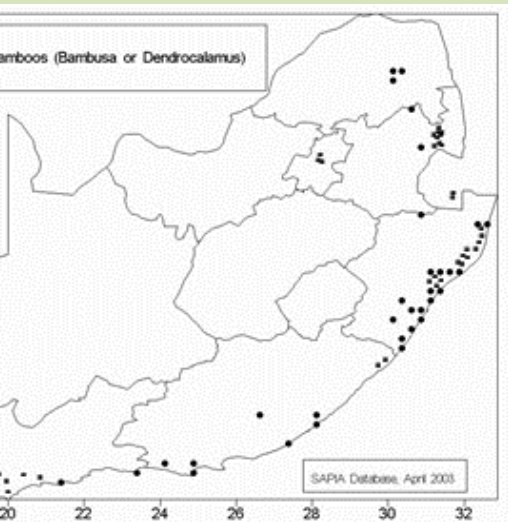 amboos (Bambusa or Dendrocalamus)
SAPIA Database, April 2003
20 22 24 26 28 30 32